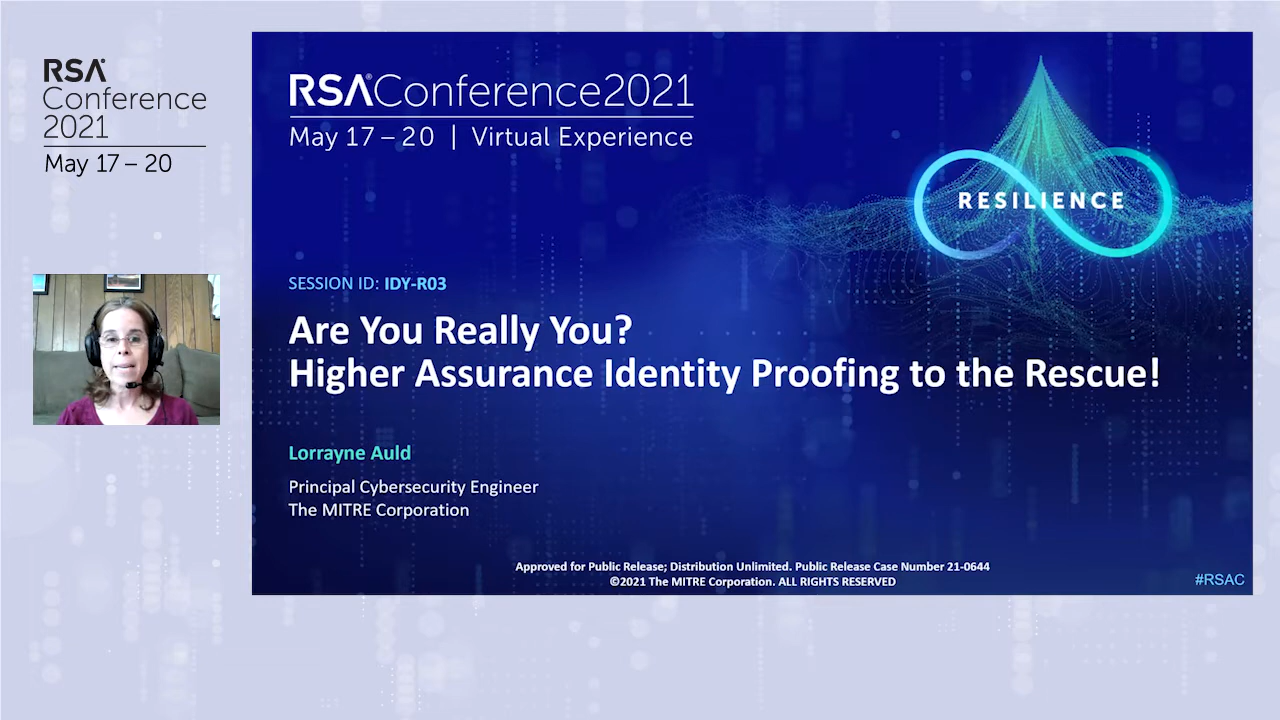 RSA
Conference
2021
May 17 – 20
RSAConference2021
May 17 – 20 | Virtual Experience
RESILIENCE
SESSION ID: IDY-R03
Are You Really You?
Higher Assurance Identity Proofing to the Rescue!
Lorrayne Auld
Principal Cybersecurity Engineer
The MITRE Corporation
Approved for Public Release; Distribution Unlimited. Public Release Case Number 21-0644
©2021 The MITRE Corporation. ALL RIGHTS RESERVED
#RSAC